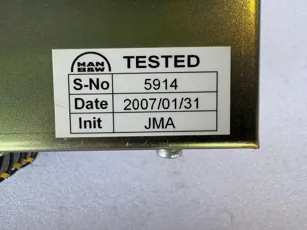 MAN
B&W
TESTED
S-No 5914
Date 2007/01/31
Init JMA